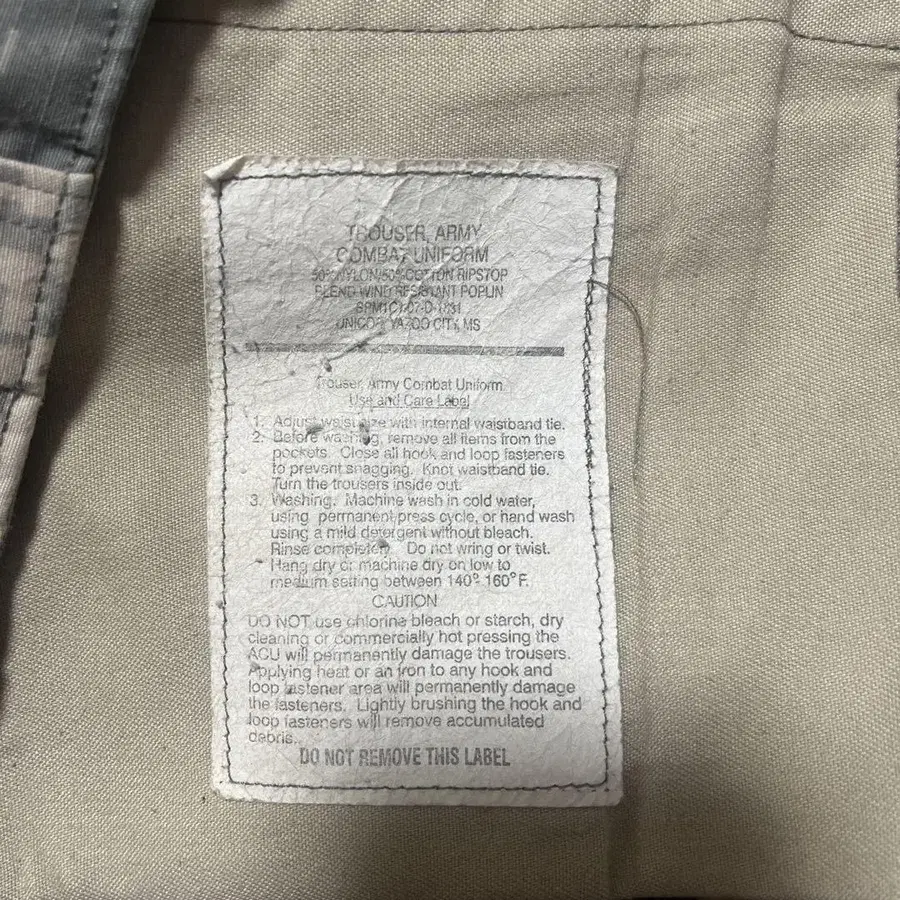 TROUSER, ARMY
COMBAT UNIFORM
50% NYLON/50% COTTON RIPSTOP
BLEND WIND RESISTANT POPLIN
SPM1C1-07-D-1831
UNICOR, YAZOO CITY, MS
Trouser, Army Combat Uniform
Use and Care Label
1. Adjust waist size with internal waistband tie.
2. Before washing, remove all items from the
pockets. Close all hook and loop fasteners
to prevent snagging. Knot waistband tie.
Turn the trousers inside out.
3. Washing. Machine wash in cold water,
using permanent press cycle, or hand wash
using a mild detergent without bleach.
Rinse completely. Do not wring or twist.
Hang dry or machine dry on low to
medium setting between 140° 160°F.
CAUTION
DO NOT use chlorine bleach or starch, dry
cleaning or commercially hot pressing the
ACU will permanently damage the trousers.
Applying heat or an iron to any hook and
loop fastener area will permanently damage
the fasteners. Lightly brushing the hook and
loop fasteners will remove accumulated
debris.
DO NOT REMOVE THIS LABEL